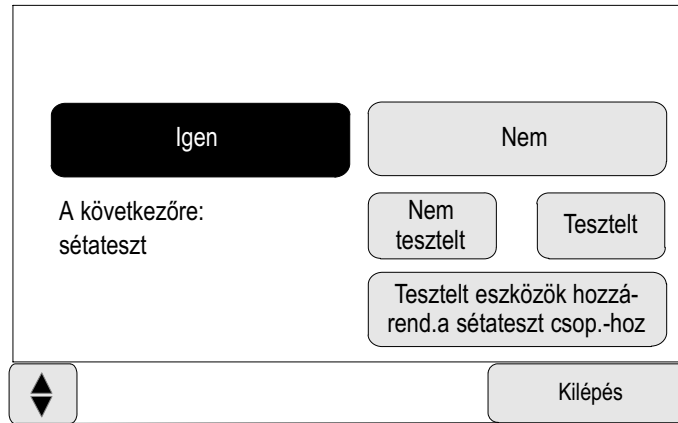 Igen
Nem
A következőre:
sétateszt
Nem
tesztelt
Tesztelt
Tesztelt eszközök hozzá-
rend.a sétateszt csop.-hoz
Kilépés